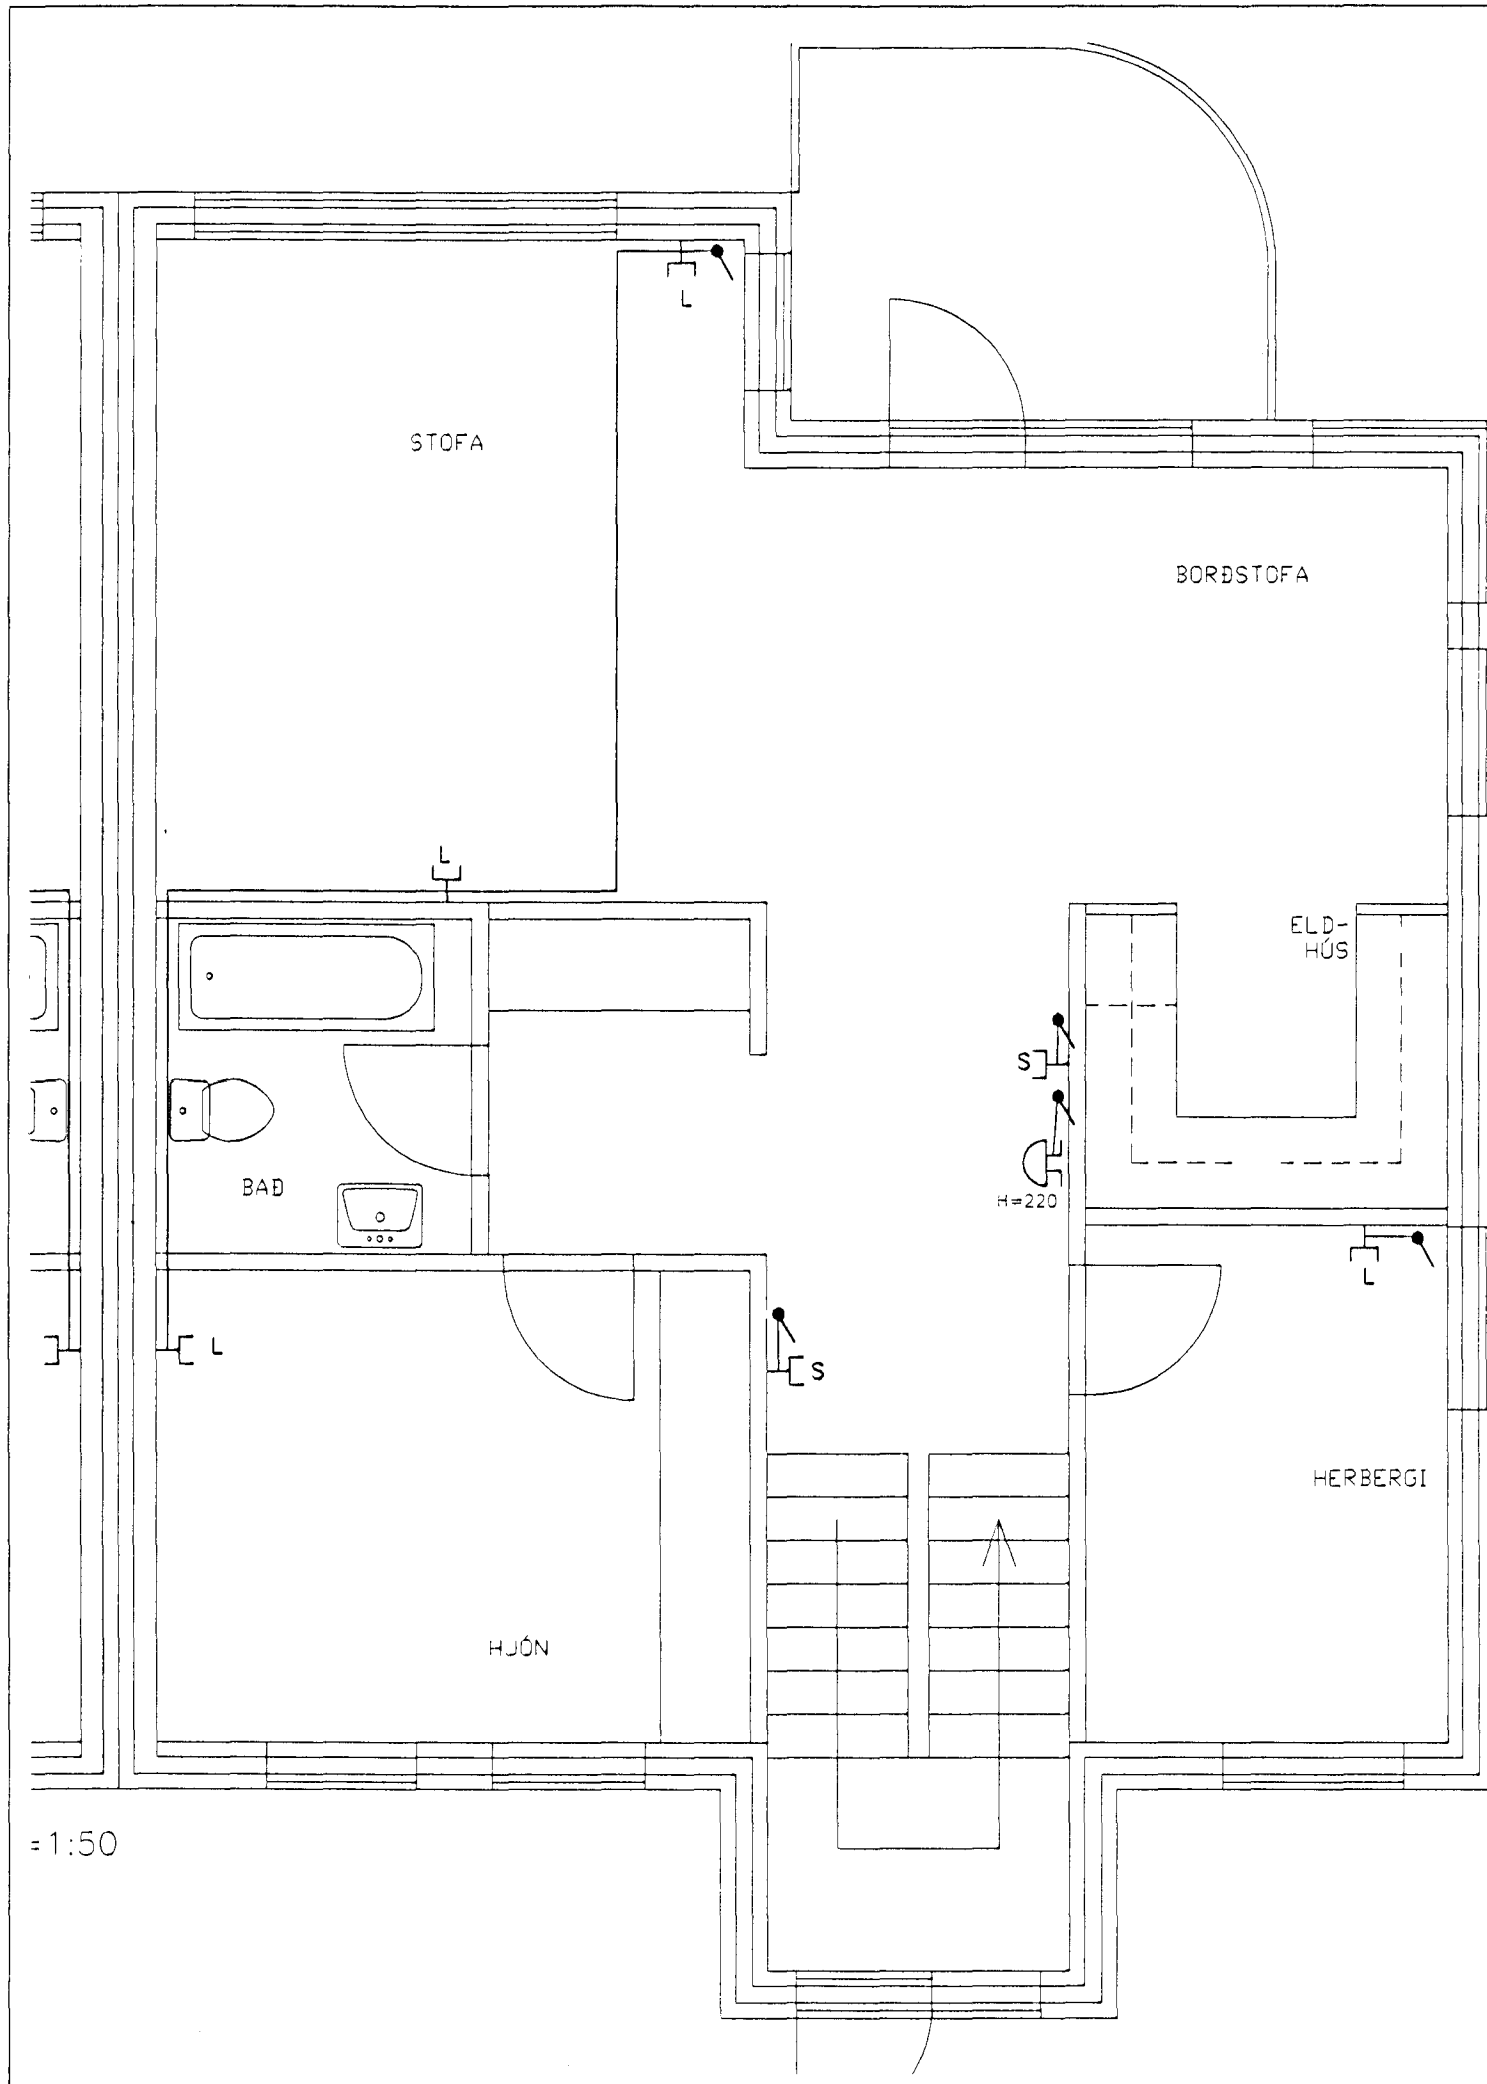 L
STOFA
BORÐSTOFA
L
ELD-
HÚS
S
BAÐ
H=220
L
L
S
HERBERGI
HJÓN
=1:50